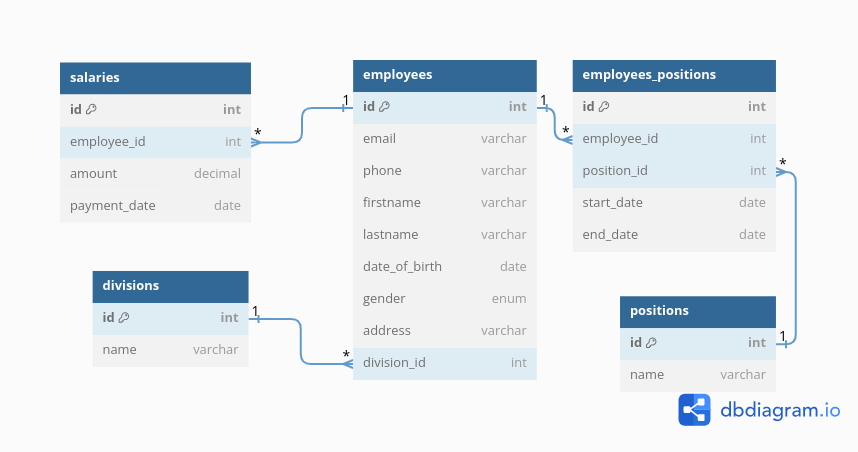 salaries
id int
employee_id int
amount decimal
payment_date date
1
*
employees
id int
email varchar
phone varchar
firstname varchar
lastname varchar
date_of_birth date
gender enum
address varchar
division_id int
1
*
employees_positions
id int
employee_id int
position_id int
start_date date
end_date date
*
divisions
id int
name varchar
1
*
positions
id int
name varchar
1
dbdiagram.io